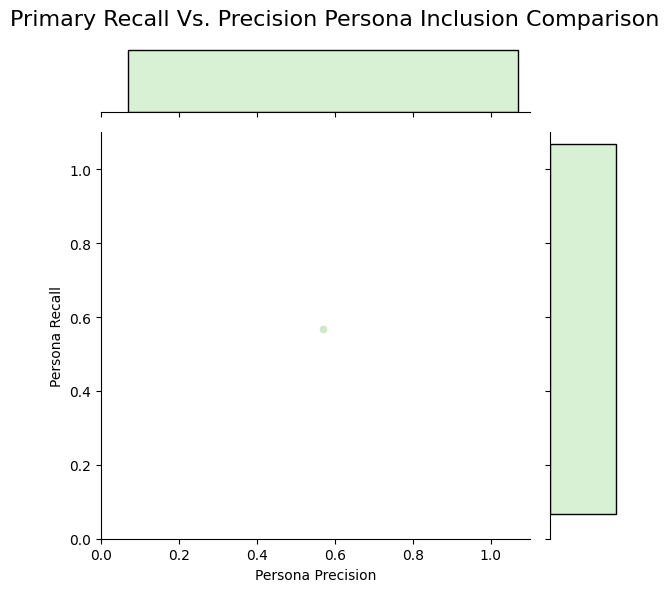 Primary Recall Vs. Precision Persona Inclusion Comparison
1.0
0.8
0.6
0.4
0.2
0.0
Persona Recall
0.0 0.2 0.4 0.6 0.8 1.0
Persona Precision